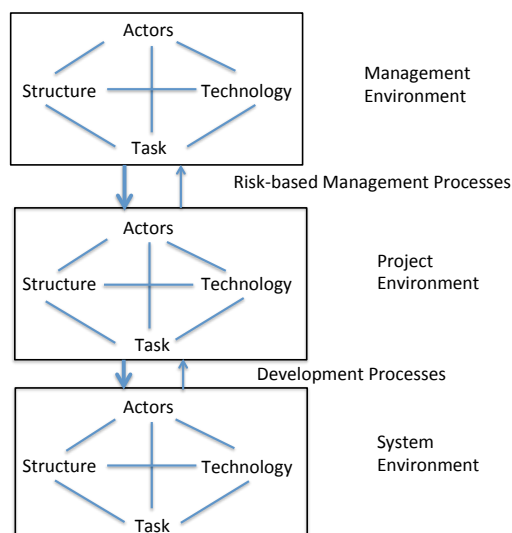 Actors
Structure
Technology
Task
Management
Environment
Risk-based Management Processes
Actors
Structure
Technology
Task
Project
Environment
Development Processes
Actors
Structure
Technology
Task
System
Environment